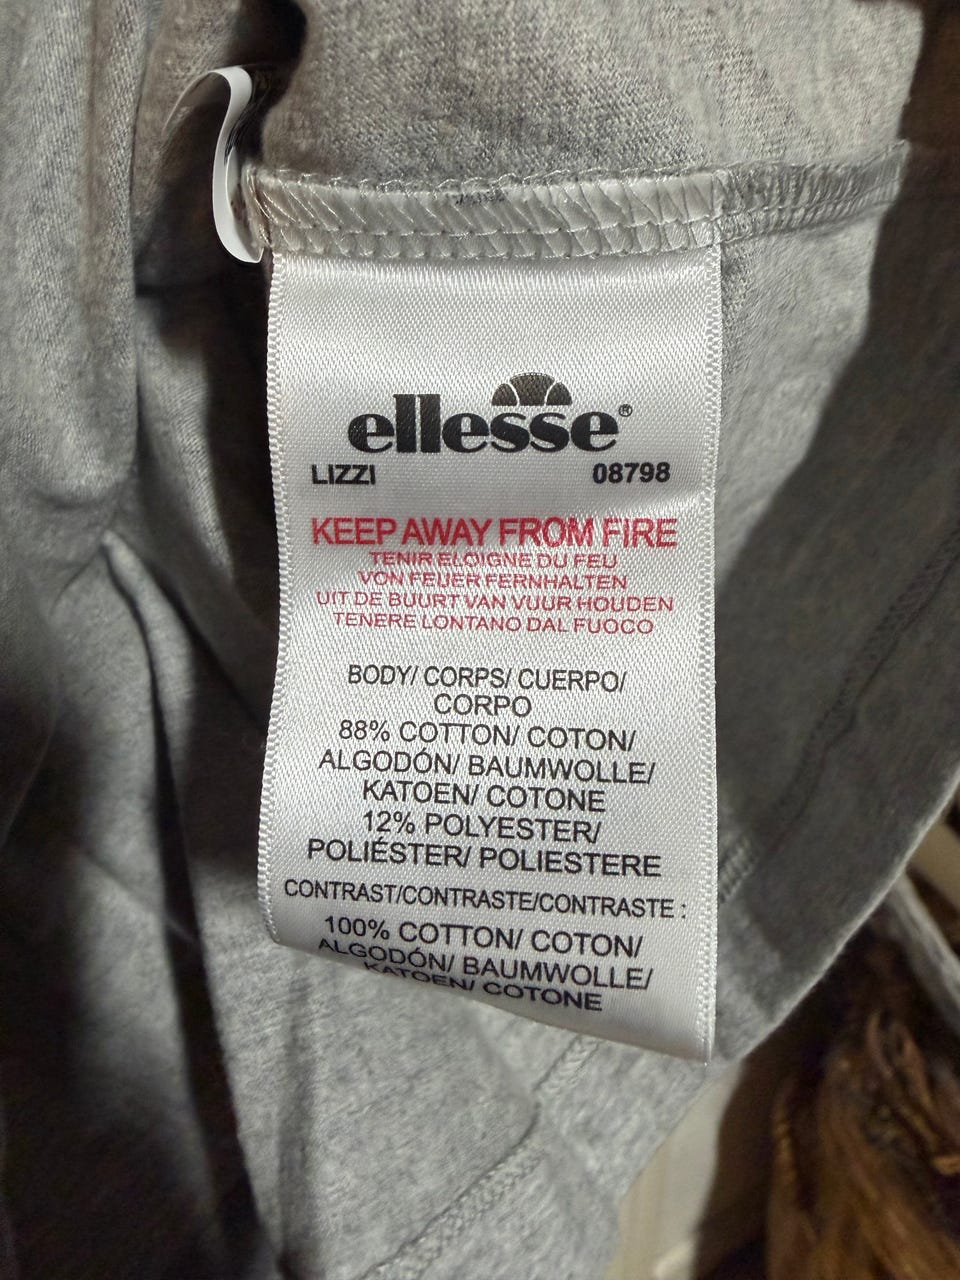 ellesse®
LIZZI 08798
KEEP AWAY FROM FIRE
TENIR ELOIGNE DU FEU
VON FEUER FERNHALTEN
UIT DE BUURT VAN VUUR HOUDEN
TENERE LONTANO DAL FUOCO
BODY/ CORPS/ CUERPO/
CORPO
88% COTTON/ COTON/
ALGODÓN/ BAUMWOLLE/
KATOEN/ COTONE
12% POLYESTER/
POLIÉSTER/ POLIESTERE
CONTRAST/CONTRASTE/CONTRASTE :
100% COTTON/ COTON/
ALGODÓN/ BAUMWOLLE/
KATOEN/ COTONE